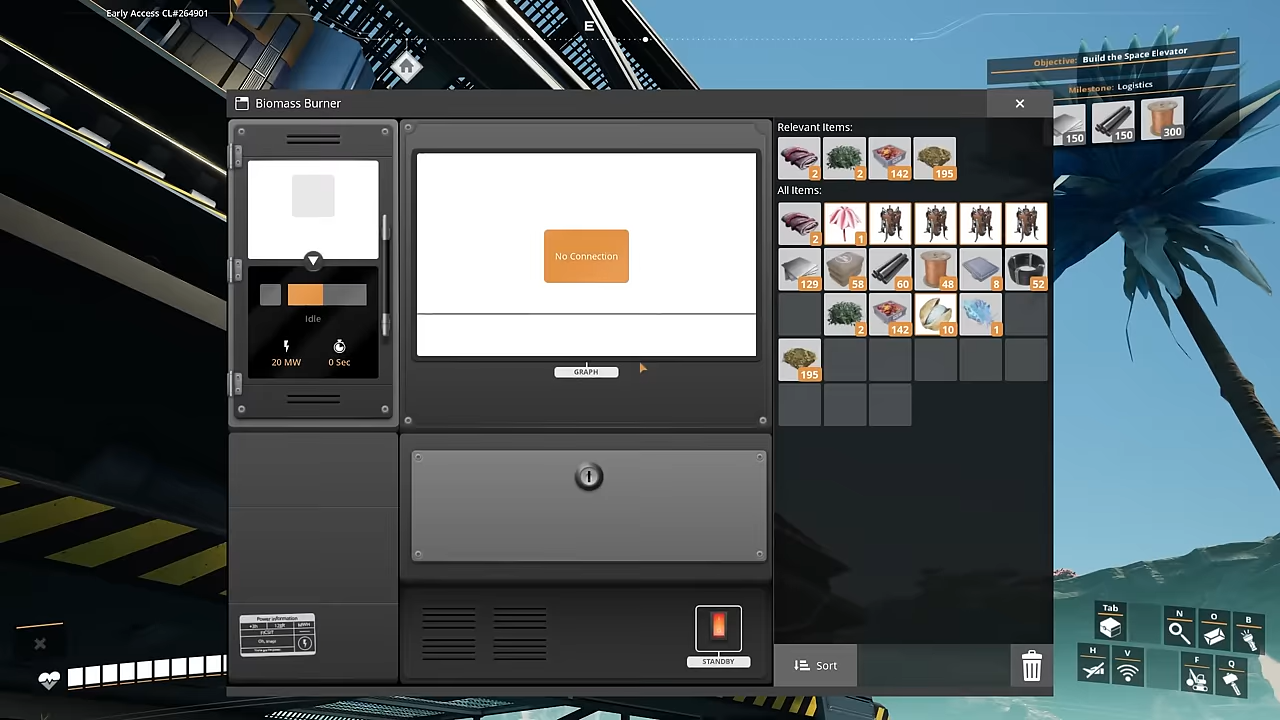 Early Access CL#264901
E
Objective: Build the Space Elevator
Milestone: Logistics
150
150
300
Biomass Burner
Relevant Items:
2
2
142
195
All Items:
2
1
129
58
60
48
8
52
2
142
10
1
195
No Connection
Idle
20 MW
0 Sec
GRAPH
Power information
STANDBY
Sort
Tab
N
O
B
H
V
F
Q